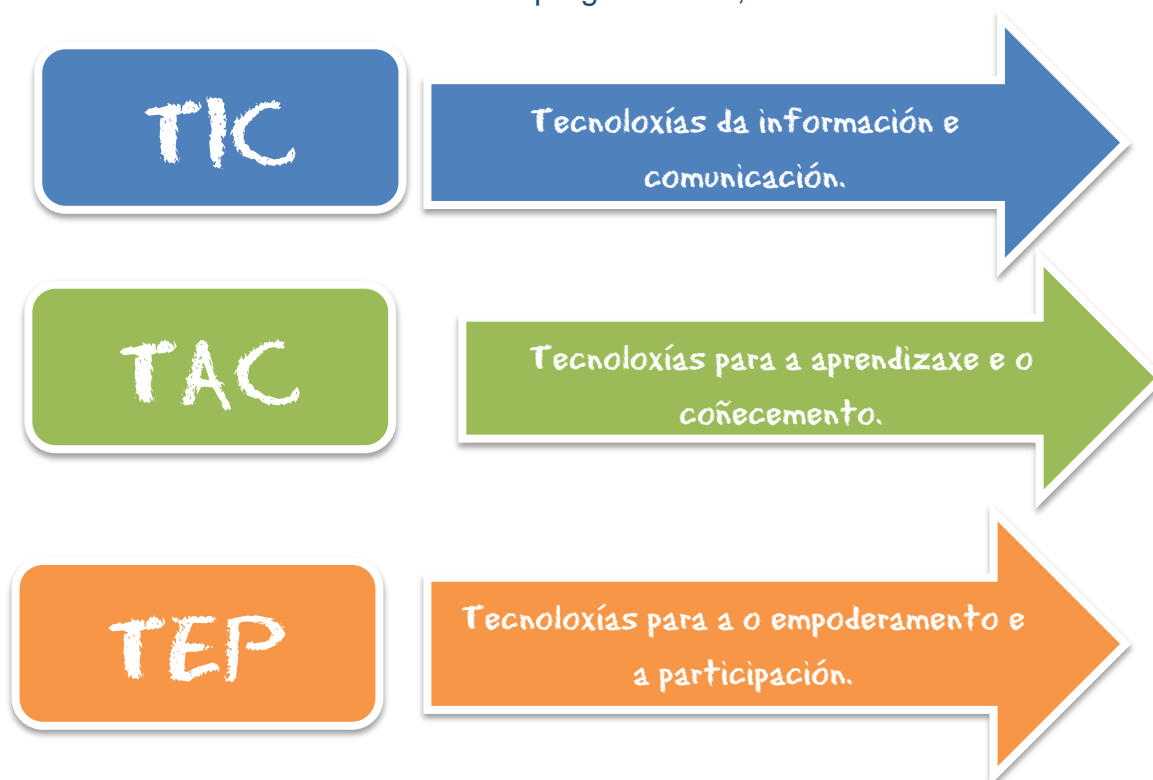 TIC
Tecnoloxías da información e
comunicación.
TAC
Tecnoloxías para a aprendizaxe e o
coñecemento.
TEP
Tecnoloxías para a o empoderamento e
a participación.